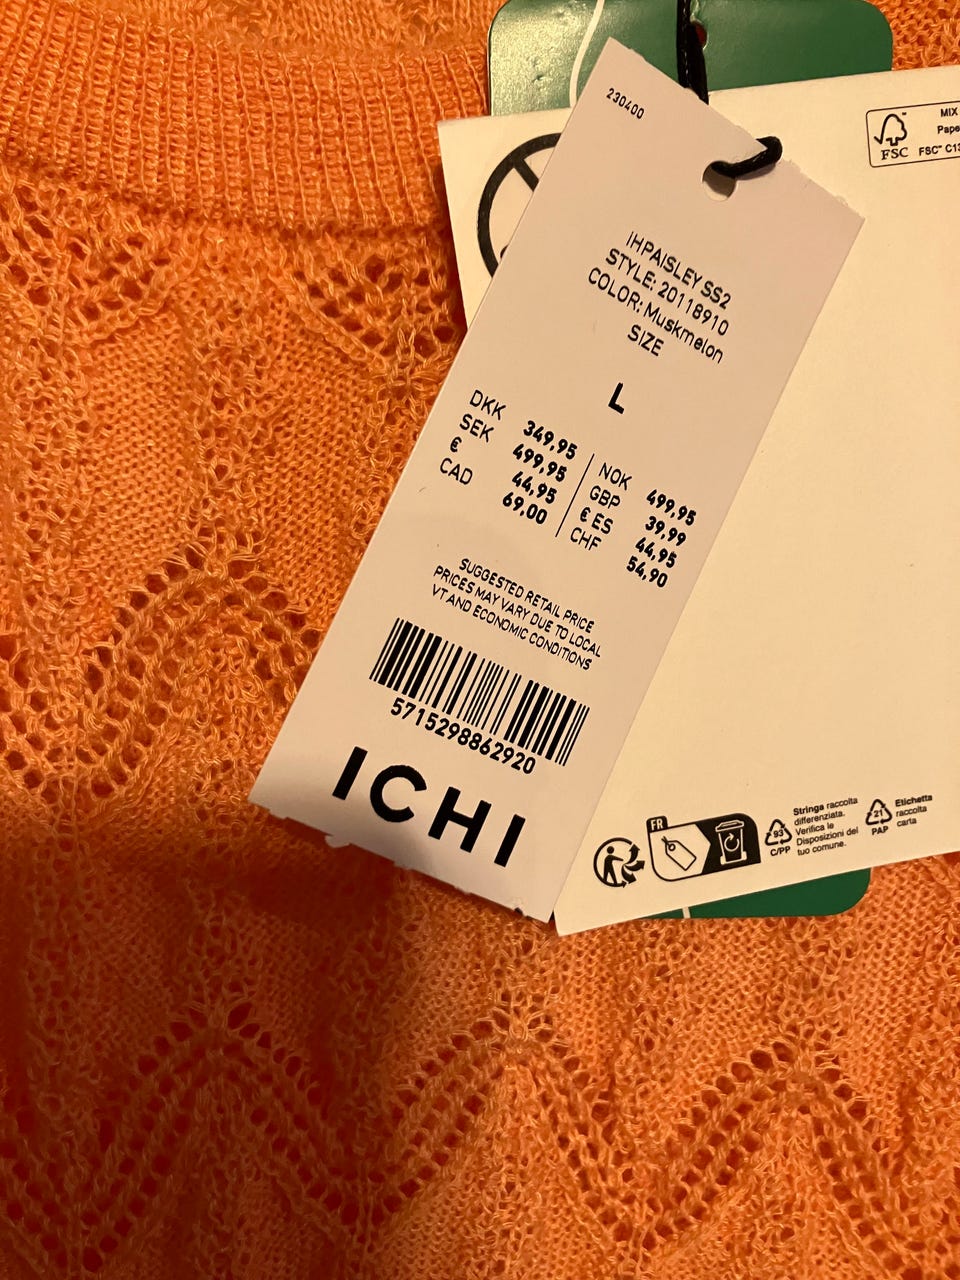 230400
IHPAISLEY SS2
STYLE: 20118910
COLOR: Muskmelon
SIZE
L
DKK 349,95
SEK 499,95
€ 44,95
CAD 69,00
NOK 499,95
GBP 39,99
€ ES 44,95
CHF 54,90
SUGGESTED RETAIL PRICE
PRICES MAY VARY DUE TO LOCAL
VT AND ECONOMIC CONDITIONS
5715298862920
ICHI
FSC
MIX
Pape
FSC™ C13
FR
93
C/PP
Stringa raccolta
differenziata.
Verifica le
Disposizioni del
tuo comune.
21
PAP
Etichetta
raccolta
carta